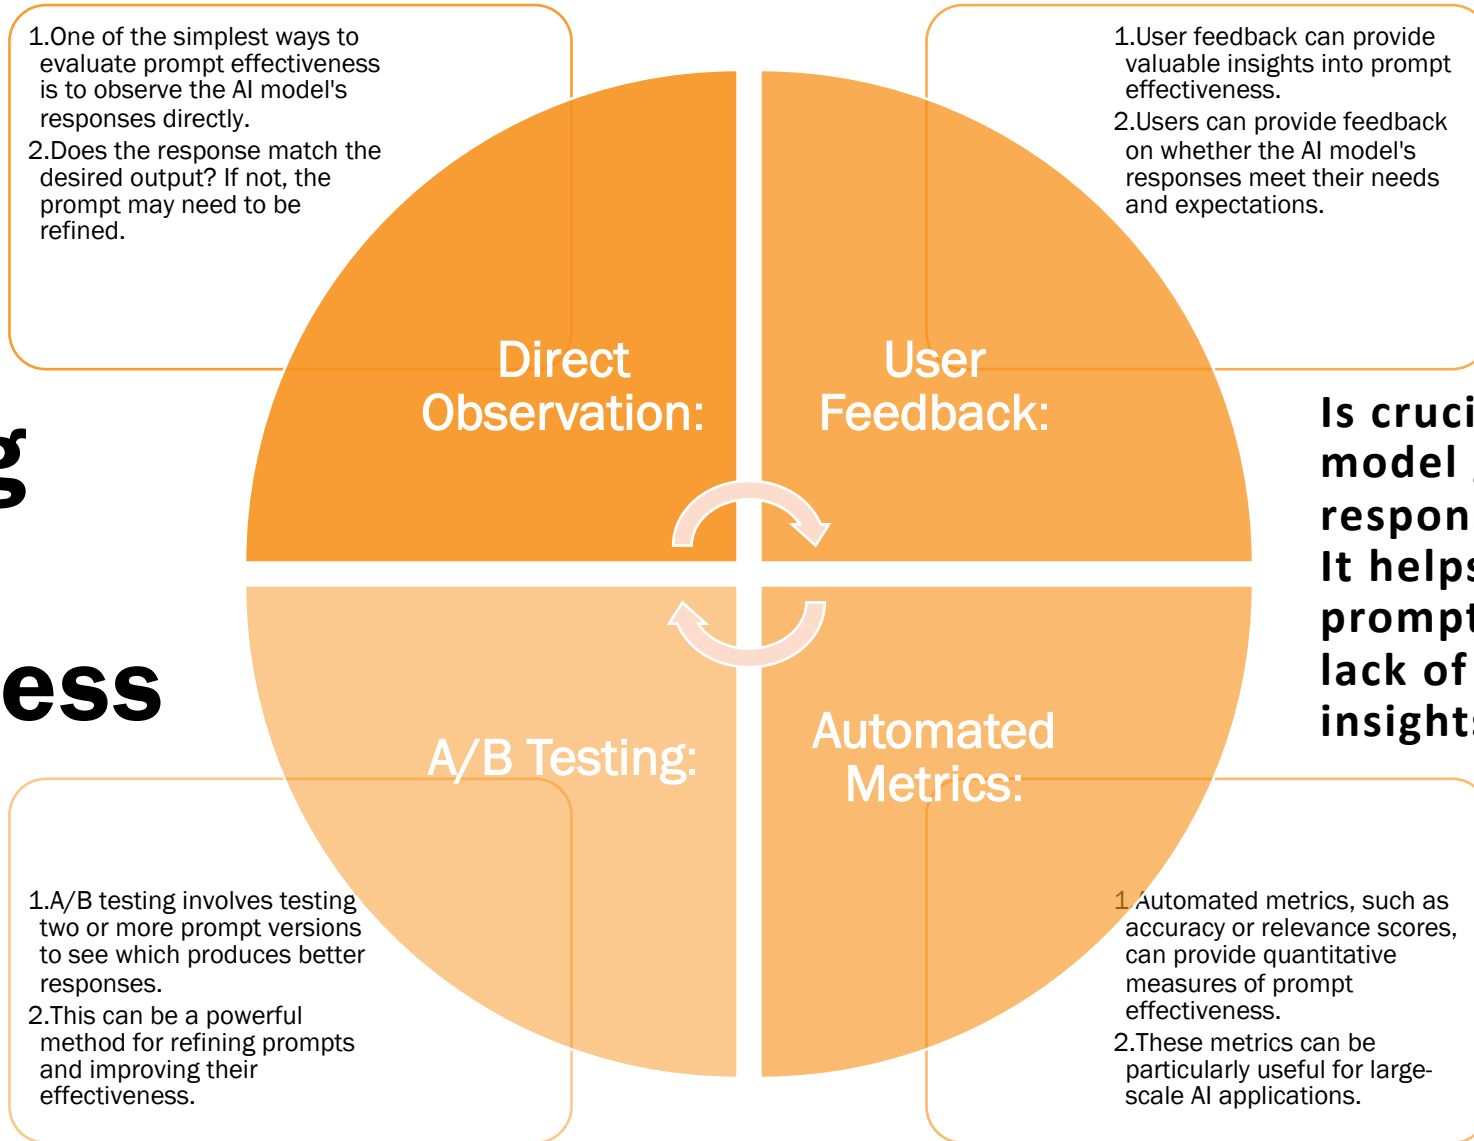 1.One of the simplest ways to
evaluate prompt effectiveness
is to observe the AI model's
responses directly.
2.Does the response match the
desired output? If not, the
prompt may need to be
refined.
1.User feedback can provide
valuable insights into prompt
effectiveness.
2.Users can provide feedback
on whether the AI model's
responses meet their needs
and expectations.
Direct
Observation:
User
Feedback:
g
ess
Is
model
respon
It helps
prompt
lack of
insights
A/B Testing:
Automated
Metrics:
1.A/B testing involves testing
two or more prompt versions
to see which produces better
responses.
2.This can be a powerful
method for refining prompts
and improving their
effectiveness.
1.Automated metrics, such as
accuracy or relevance scores,
can provide quantitative
measures of prompt
effectiveness.
2.These metrics can be
particularly useful for large-
scale AI applications.